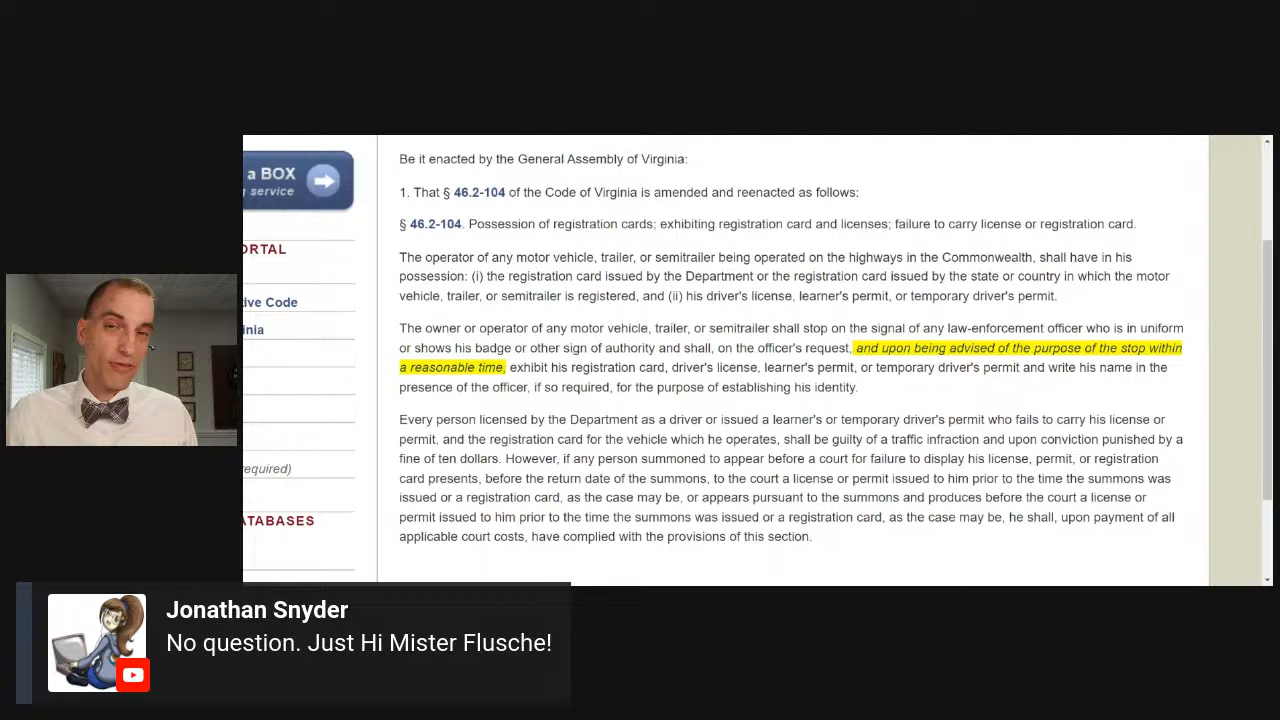 a BOX
service
ORTAL
tive Code
inia
equired)
ATABASES
Be it enacted by the General Assembly of Virginia:
1. That § 46.2-104 of the Code of Virginia is amended and reenacted as follows:
§ 46.2-104. Possession of registration cards; exhibiting registration card and licenses; failure to carry license or registration card.
The operator of any motor vehicle, trailer, or semitrailer being operated on the highways in the Commonwealth, shall have in his
possession: (i) the registration card issued by the Department or the registration card issued by the state or country in which the motor
vehicle, trailer, or semitrailer is registered, and (ii) his driver's license, learner's permit, or temporary driver's permit.
The owner or operator of any motor vehicle, trailer, or semitrailer shall stop on the signal of any law-enforcement officer who is in uniform
or shows his badge or other sign of authority and shall, on the officer's request, and upon being advised of the purpose of the stop within
a reasonable time, exhibit his registration card, driver's license, learner's permit, or temporary driver's permit and write his name in the
presence of the officer, if so required, for the purpose of establishing his identity.
Every person licensed by the Department as a driver or issued a learner's or temporary driver's permit who fails to carry his license or
permit, and the registration card for the vehicle which he operates, shall be guilty of a traffic infraction and upon conviction punished by a
fine of ten dollars. However, if any person summoned to appear before a court for failure to display his license, permit, or registration
card presents, before the return date of the summons, to the court a license or permit issued to him prior to the time the summons was
issued or a registration card, as the case may be, or appears pursuant to the summons and produces before the court a license or
permit issued to him prior to the time the summons was issued or a registration card, as the case may be, he shall, upon payment of all
applicable court costs, have complied with the provisions of this section.
Jonathan Snyder
No question. Just Hi Mister Flusche!